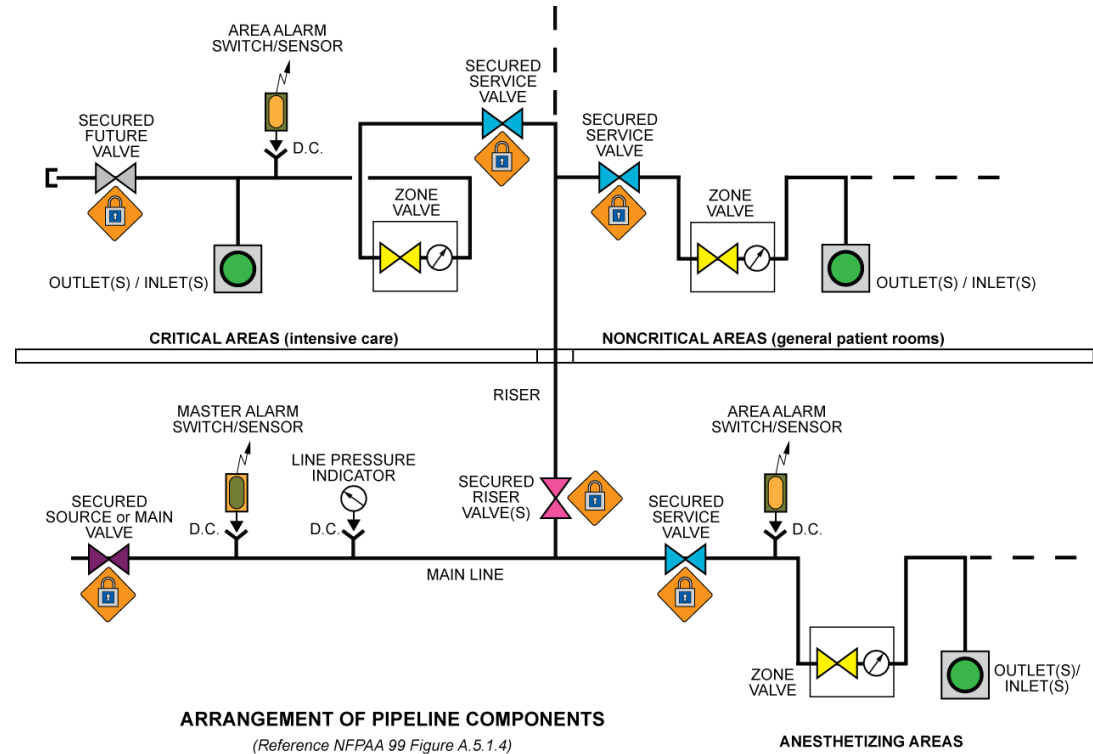 AREA ALARM
SWITCH/SENSOR
SECURED
SERVICE
VALVE
SECURED
FUTURE
VALVE
D.C.
SECURED
SERVICE
VALVE
ZONE
VALVE
ZONE
VALVE
OUTLET(S) / INLET(S)
OUTLET(S) / INLET(S)
CRITICAL AREAS (intensive care)
NONCRITICAL AREAS (general patient rooms)
RISER
MASTER ALARM
SWITCH/SENSOR
AREA ALARM
SWITCH/SENSOR
LINE PRESSURE
INDICATOR
SECURED
RISER
VALVE(S)
SECURED
SOURCE or MAIN
VALVE
SECURED
SERVICE
VALVE
D.C.
D.C.
D.C.
MAIN LINE
ZONE
VALVE
OUTLET(S)/
INLET(S)
ARRANGEMENT OF PIPELINE COMPONENTS
(Reference NFPAA 99 Figure A.5.1.4)
ANESTHETIZING AREAS